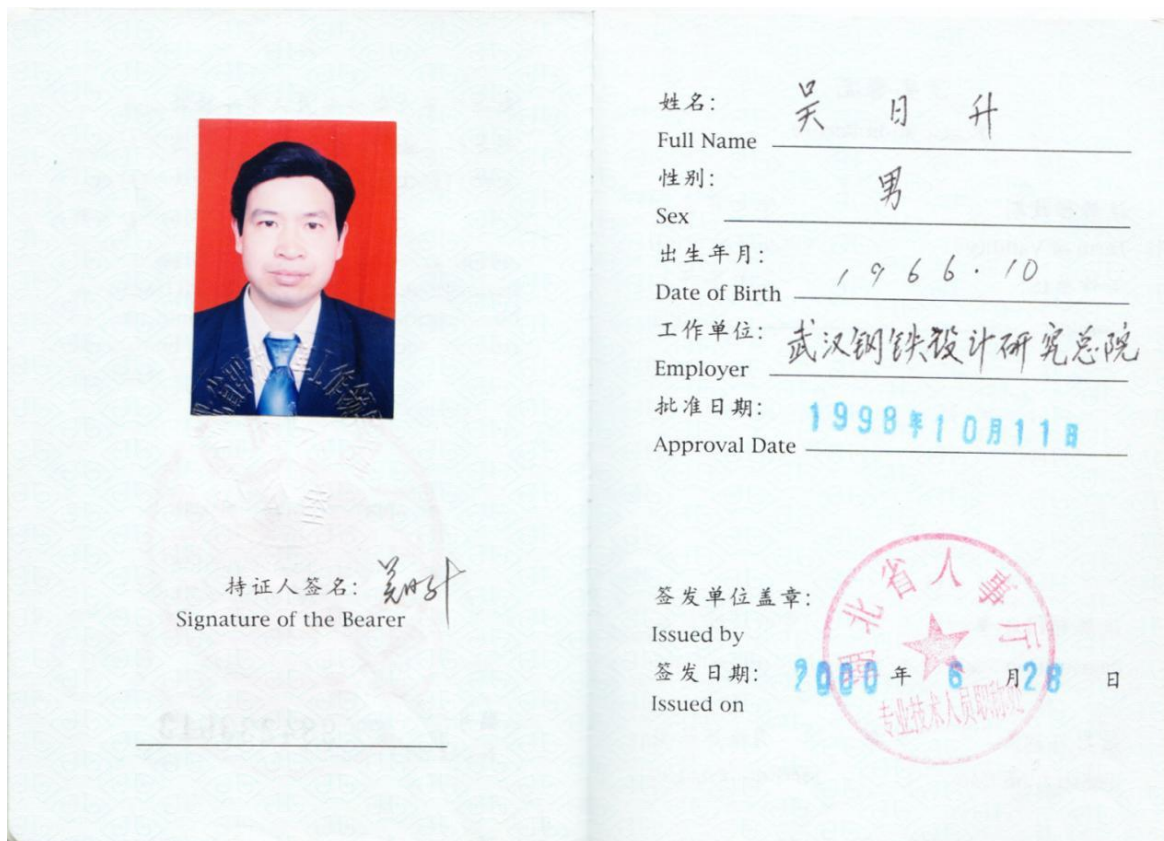 持证人签名：吴日升
Signature of the Bearer
姓名：吴日升
Full Name
性别：男
Sex
出生年月：1966.10
Date of Birth
工作单位：武汉钢铁设计研究总院
Employer
批准日期：1998年10月11日
Approval Date
签发单位盖章：
Issued by
湖北省人事厅
专业技术人员职称处
签发日期：2000年6月28日
Issued on